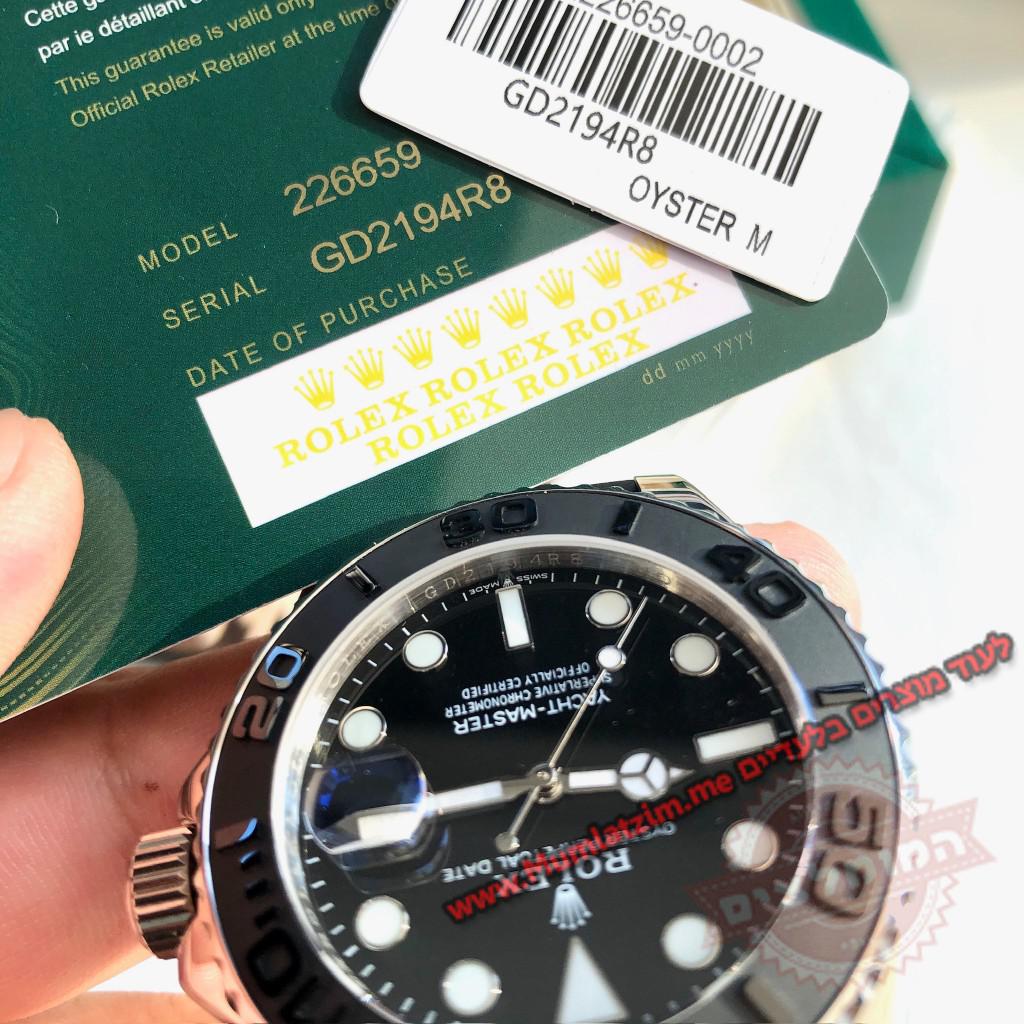 Cette
par le détaillant
This guarantee is valid only
Official Rolex Retailer at the time
MODEL 226659
SERIAL GD2194R8
DATE OF PURCHASE
ROLEX ROLEX ROLEX
ROLEX ROLEX
dd mm yyyy
226659-0002
GD2194R8
OYSTER M
30
40
20
50
10
GD2194R8
SWISS MADE
YACHT-MASTER
SUPERLATIVE CHRONOMETER
OFFICIALLY CERTIFIED
ROLEX
OYSTER PERPETUAL DATE
לעוד מוצרים בלעדיים www.Mumlatzim.me